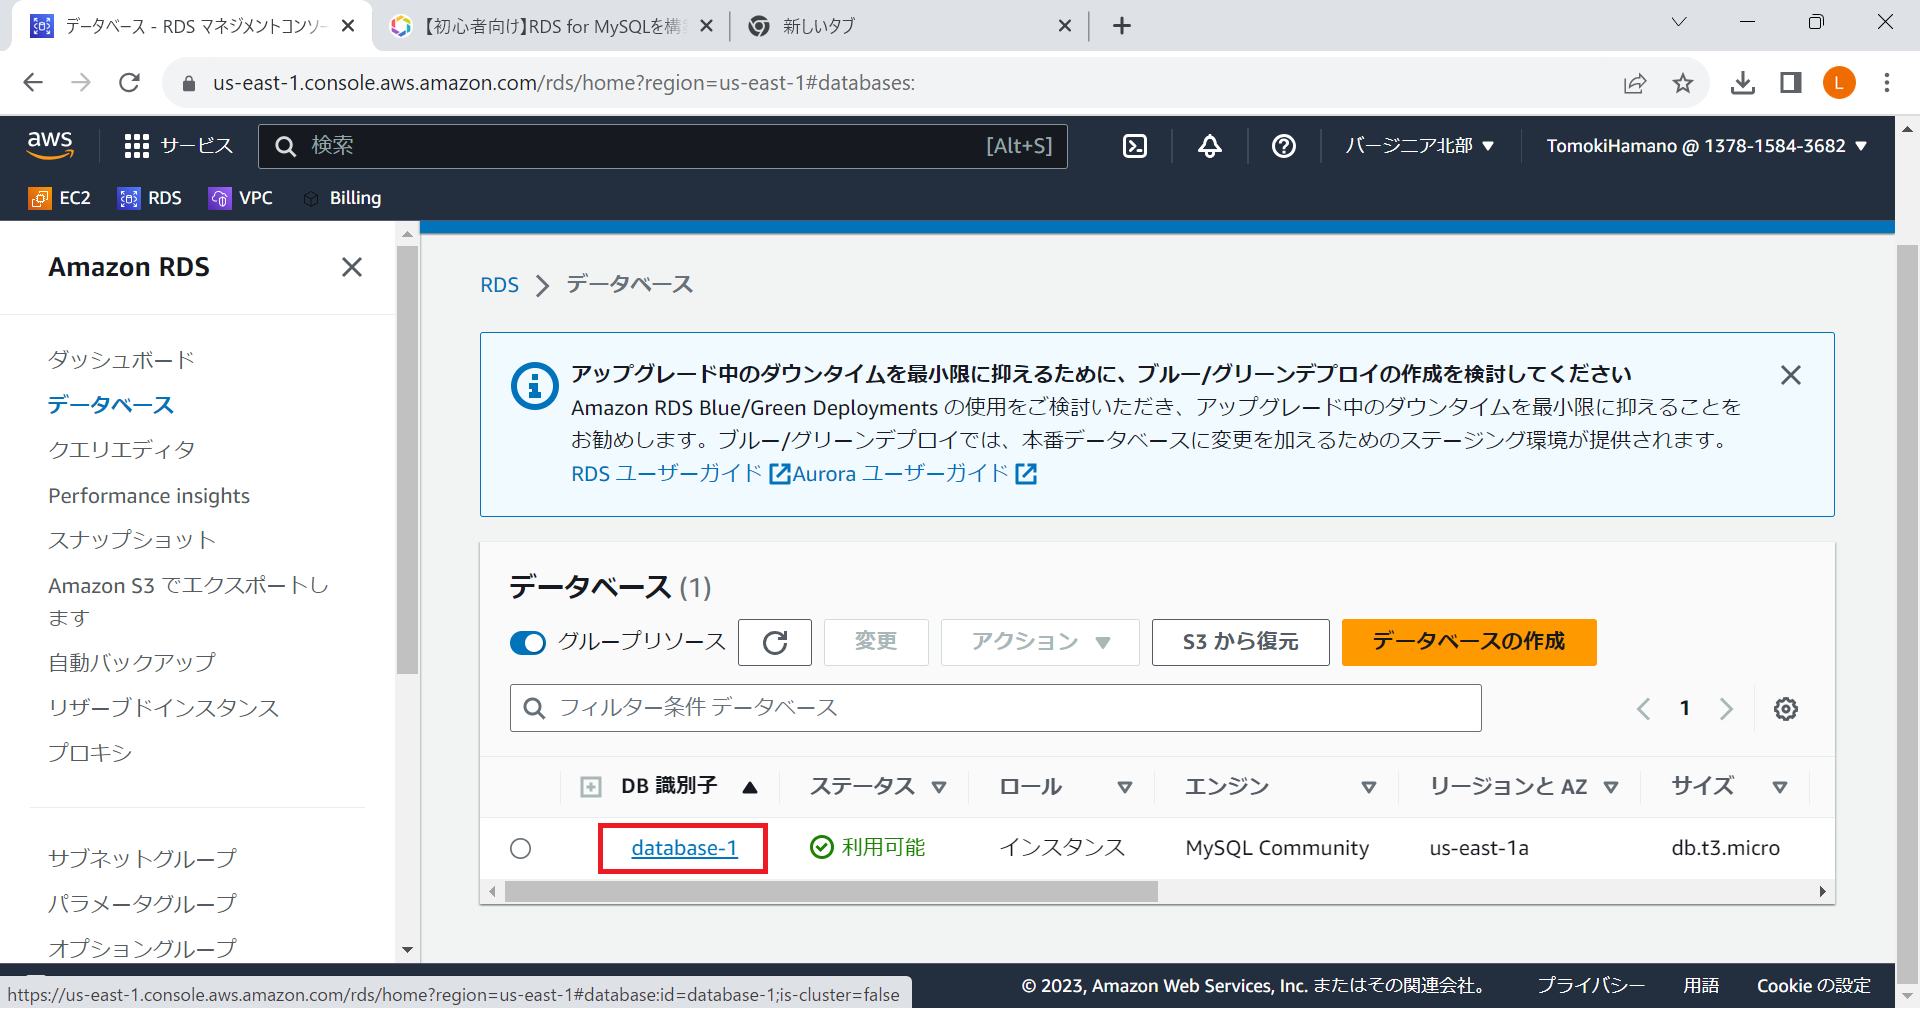 データベース - RDS マネジメントコンソー
【初心者向け】RDS for MySQLを構
新しいタブ
us-east-1.console.aws.amazon.com/rds/home?region=us-east-1#databases:
L
aws
サービス
検索
[Alt+S]
バージニア北部
TomokiHamano @ 1378-1584-3682
EC2
RDS
VPC
Billing
Amazon RDS
ダッシュボード
データベース
クエリエディタ
Performance insights
スナップショット
Amazon S3 でエクスポートし
ます
自動バックアップ
リザーブドインスタンス
プロキシ
サブネットグループ
パラメータグループ
オプショングループ
RDS
データベース
アップグレード中のダウンタイムを最小限に抑えるために、ブルー/グリーンデプロイの作成を検討してください
Amazon RDS Blue/Green Deployments の使用をご検討いただき、アップグレード中のダウンタイムを最小限に抑えることを
お勧めします。ブルー/グリーンデプロイでは、本番データベースに変更を加えるためのステージング環境が提供されます。
RDS ユーザーガイド Aurora ユーザーガイド
データベース (1)
グループリソース
変更
アクション
S3 から復元
データベースの作成
フィルター条件 データベース
1
DB 識別子
ステータス
ロール
エンジン
リージョンと AZ
サイズ
database-1
利用可能
インスタンス
MySQL Community
us-east-1a
db.t3.micro
© 2023, Amazon Web Services, Inc. またはその関連会社。
プライバシー
用語
Cookie の設定
https://us-east-1.console.aws.amazon.com/rds/home?region=us-east-1#database:id=database-1;is-cluster=false